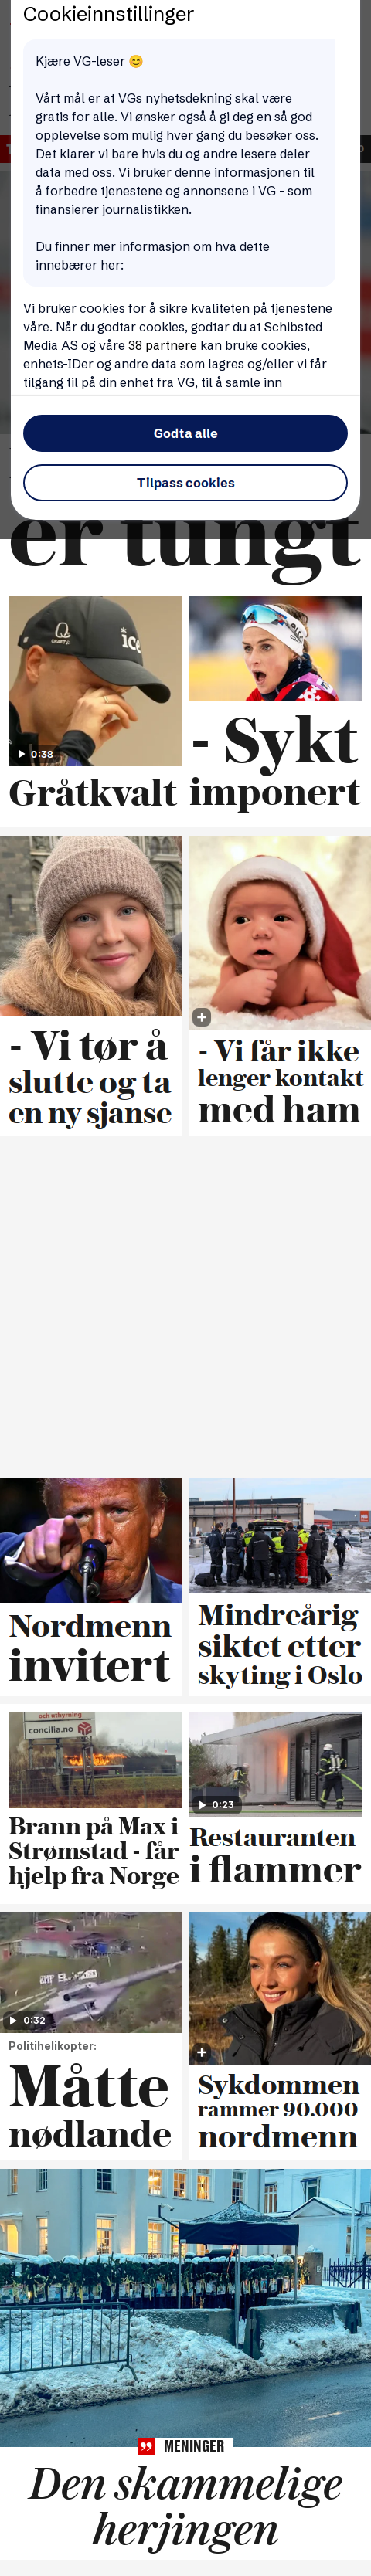 Cookieinnstillinger
Kjære VG-leser 😊
Vårt mål er at VGs nyhetsdekning skal være
gratis for alle. Vi ønsker også å gi deg en så god
opplevelse som mulig hver gang du besøker oss.
Det klarer vi bare hvis du og andre lesere deler
data med oss. Vi bruker denne informasjonen til
å forbedre tjenestene og annonsene i VG - som
finansierer journalistikken.
Du finner mer informasjon om hva dette
innebærer her:
Vi bruker cookies for å sikre kvaliteten på tjenestene
våre. Når du godtar cookies, godtar du at Schibsted
Media AS og våre 38 partnere kan bruke cookies,
enhets-IDer og andre data som lagres og/eller vi får
tilgang til på din enhet fra VG, til å samle inn
Godta alle
Tilpass cookies
er tungt
ice
DRAFT
0:38
Gråtkvalt
- Sykt
imponert
- Vi tør å
slutte og ta
en ny sjanse
- Vi får ikke
lenger kontakt
med ham
Nordmenn
invitert
Mindreårig
siktet etter
skyting i Oslo
och uthyrning
concilia.no
Brann på Max i
Strømstad - får
hjelp fra Norge
0:23
Restauranten
i flammer
0:32
Politihelikopter:
Måtte
nødlande
Sykdommen
rammer 90.000
nordmenn
MENINGER
Den skammelige
herjingen